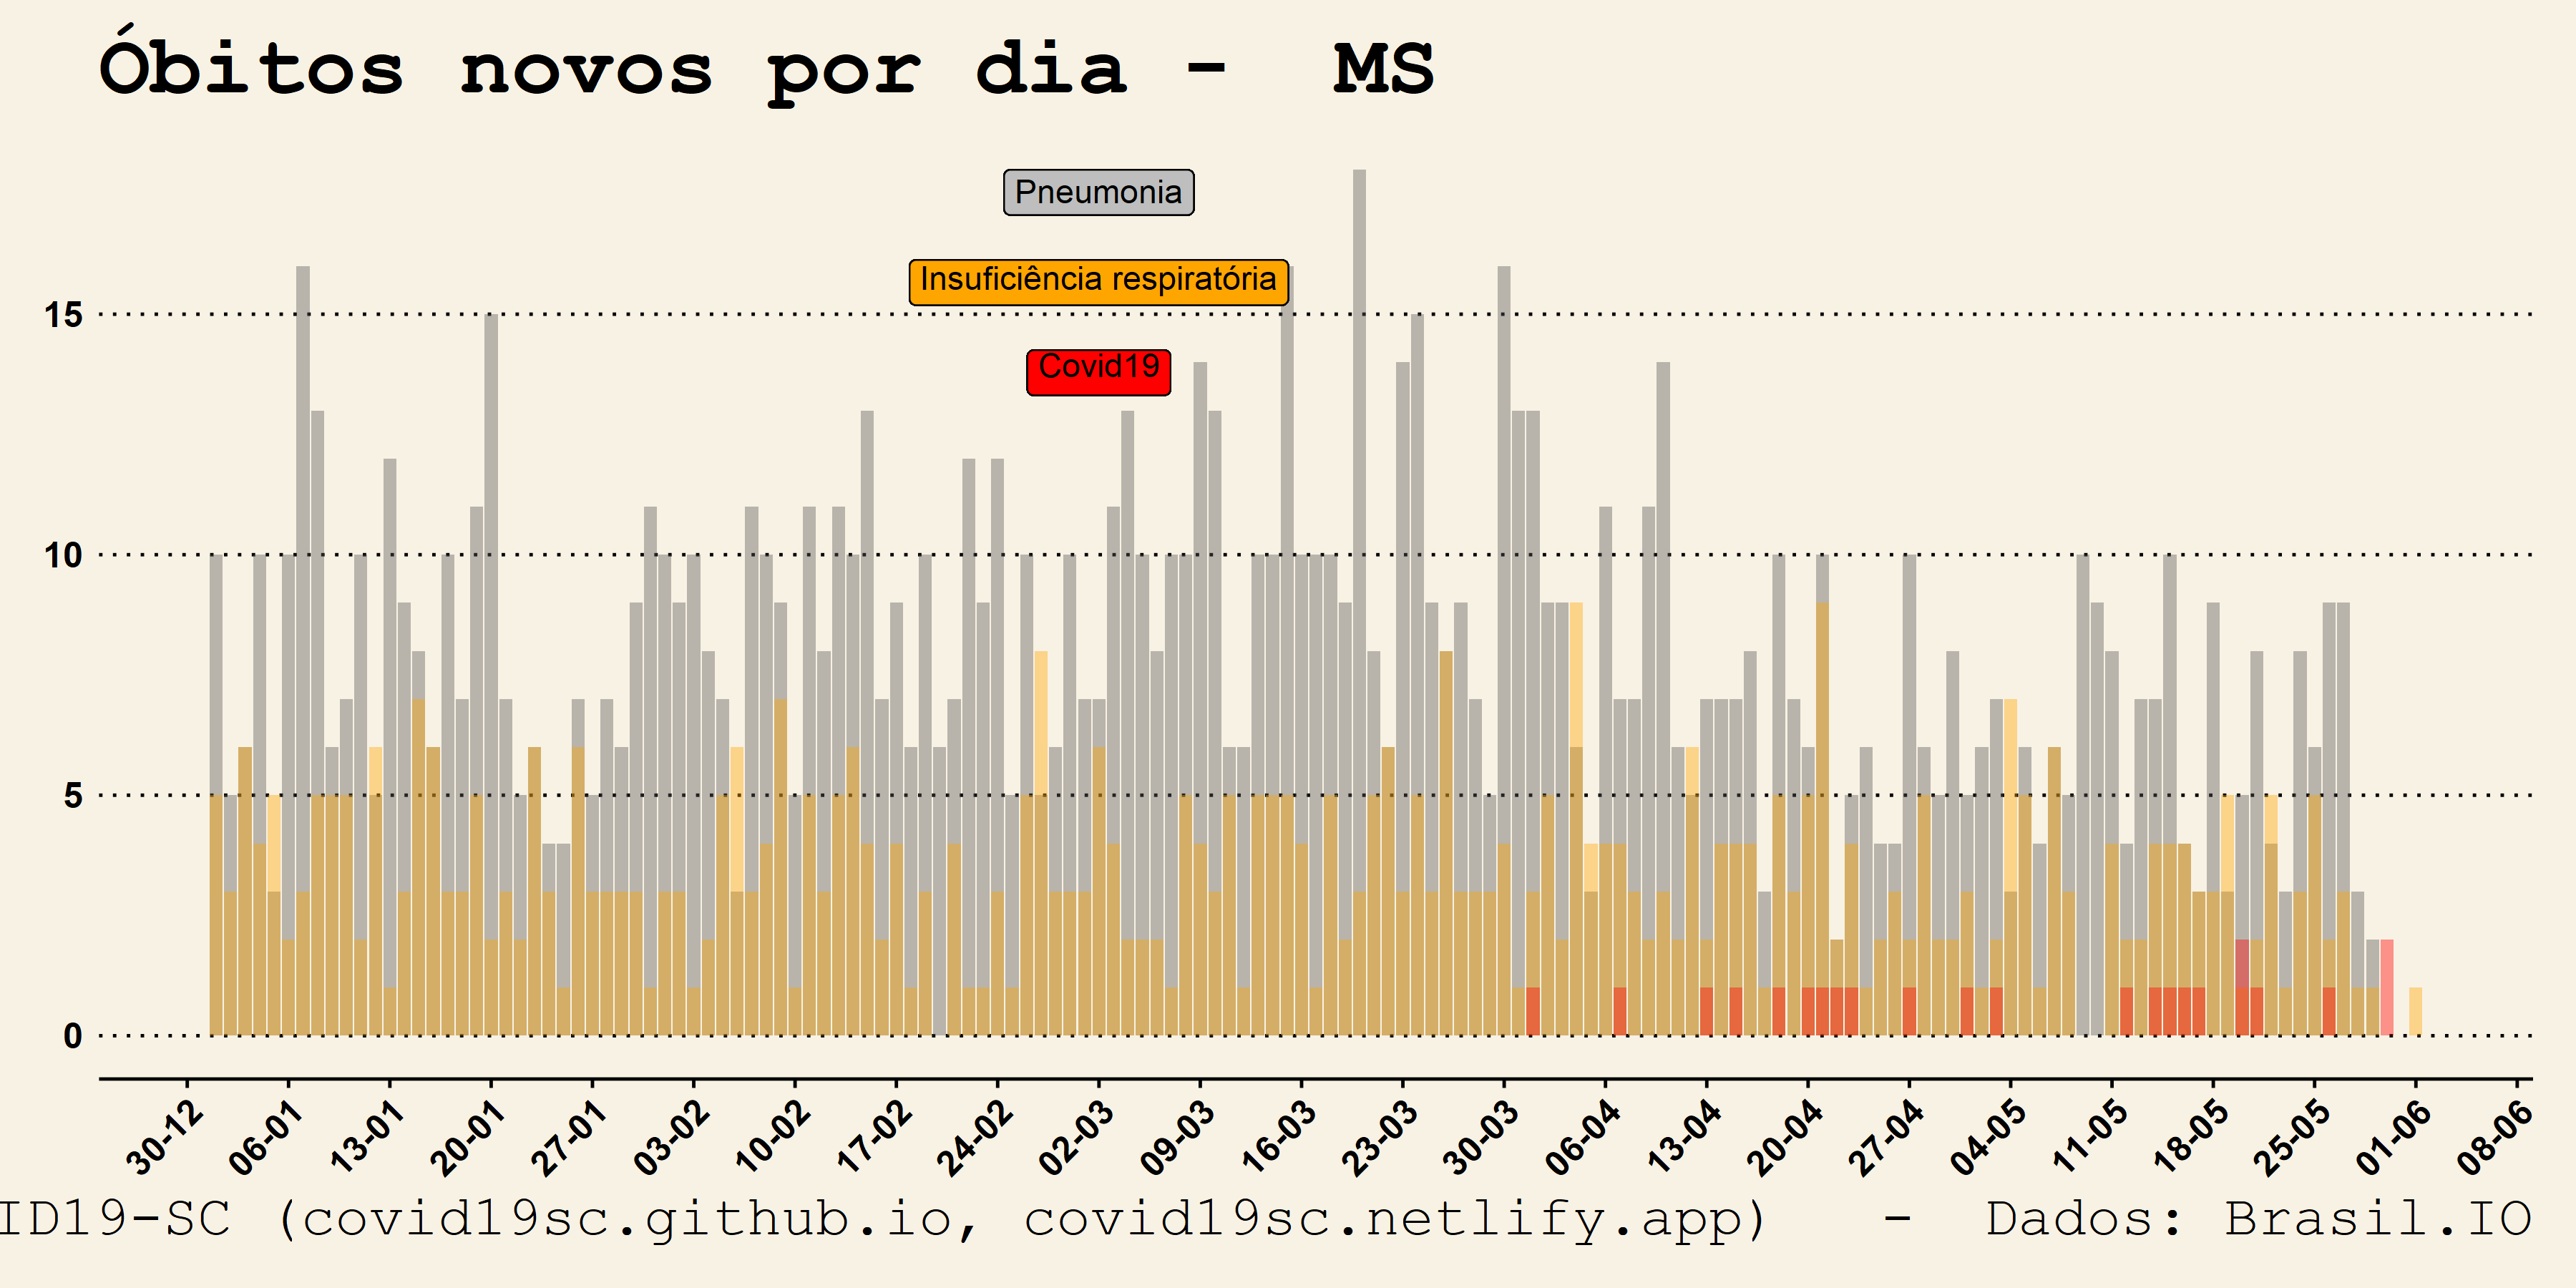 Óbitos novos por dia - MS
Pneumonia
Insuficiência respiratória
Covid19
15
10
5
0
30-12 06-01 13-01 20-01 27-01 03-02 10-02 17-02 24-02 02-03 09-03 16-03 23-03 30-03 06-04 13-04 20-04 27-04 04-05 11-05 18-05 25-05 01-06 08-06
ID19-SC (covid19sc.github.io, covid19sc.netlify.app) - Dados: Brasil.IO